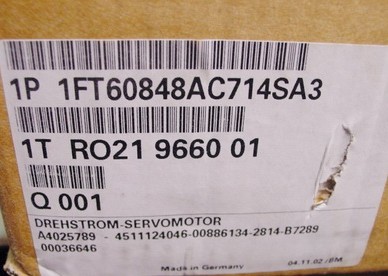 1P 1FT60848AC714SA3
1T RO21 9660 01
Q 001
DREHSTROM-SERVOMOTOR
A4025789 - 4511124046-00886134-2814-B7289
00036646
Made in Germany
04.11.02/BM